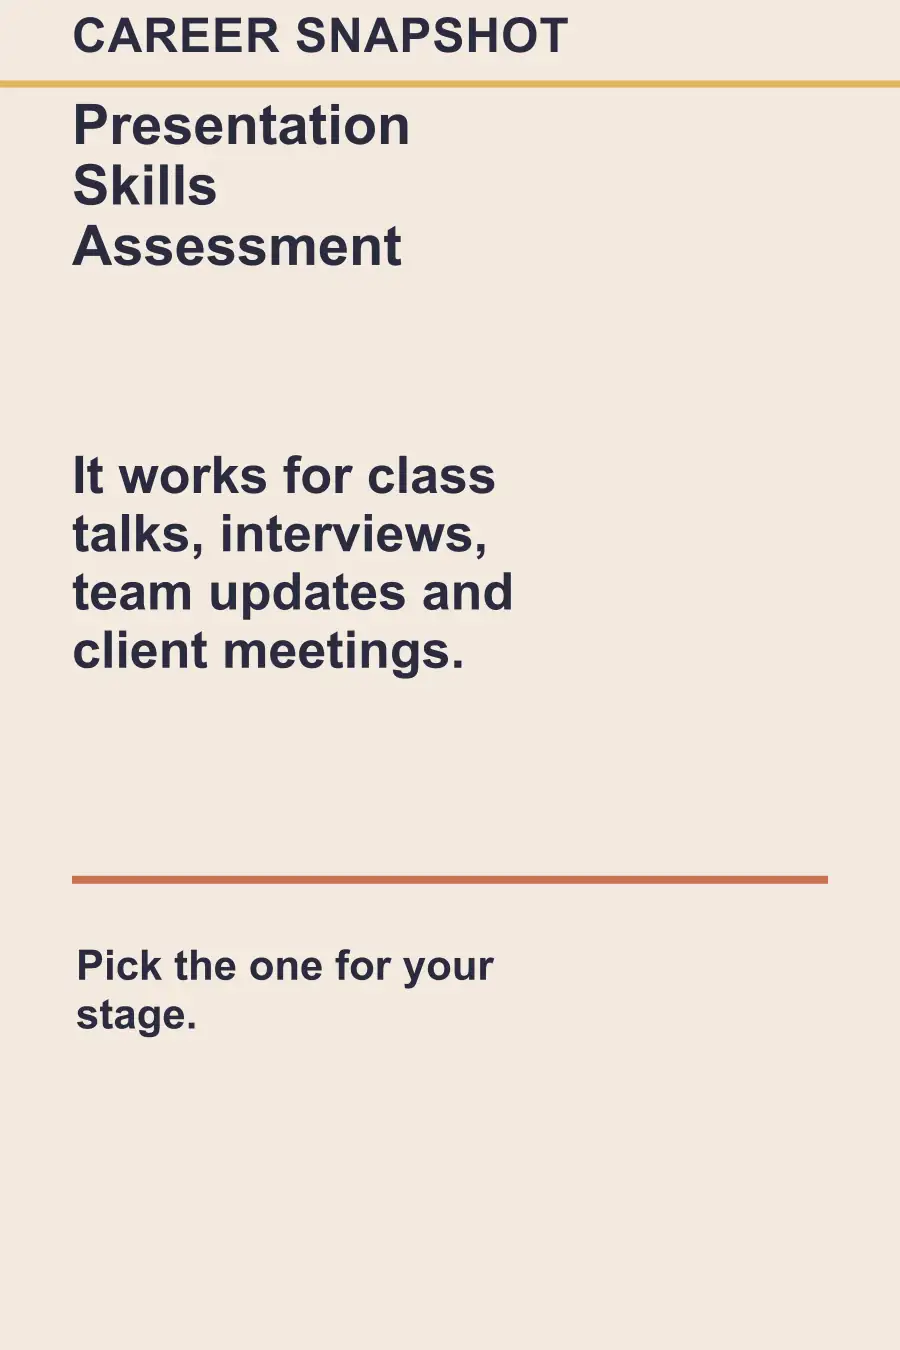 CAREER SNAPSHOT
Presentation
Skills
Assessment
It works for class
talks, interviews,
team updates and
client meetings.
Pick the one for your
stage.